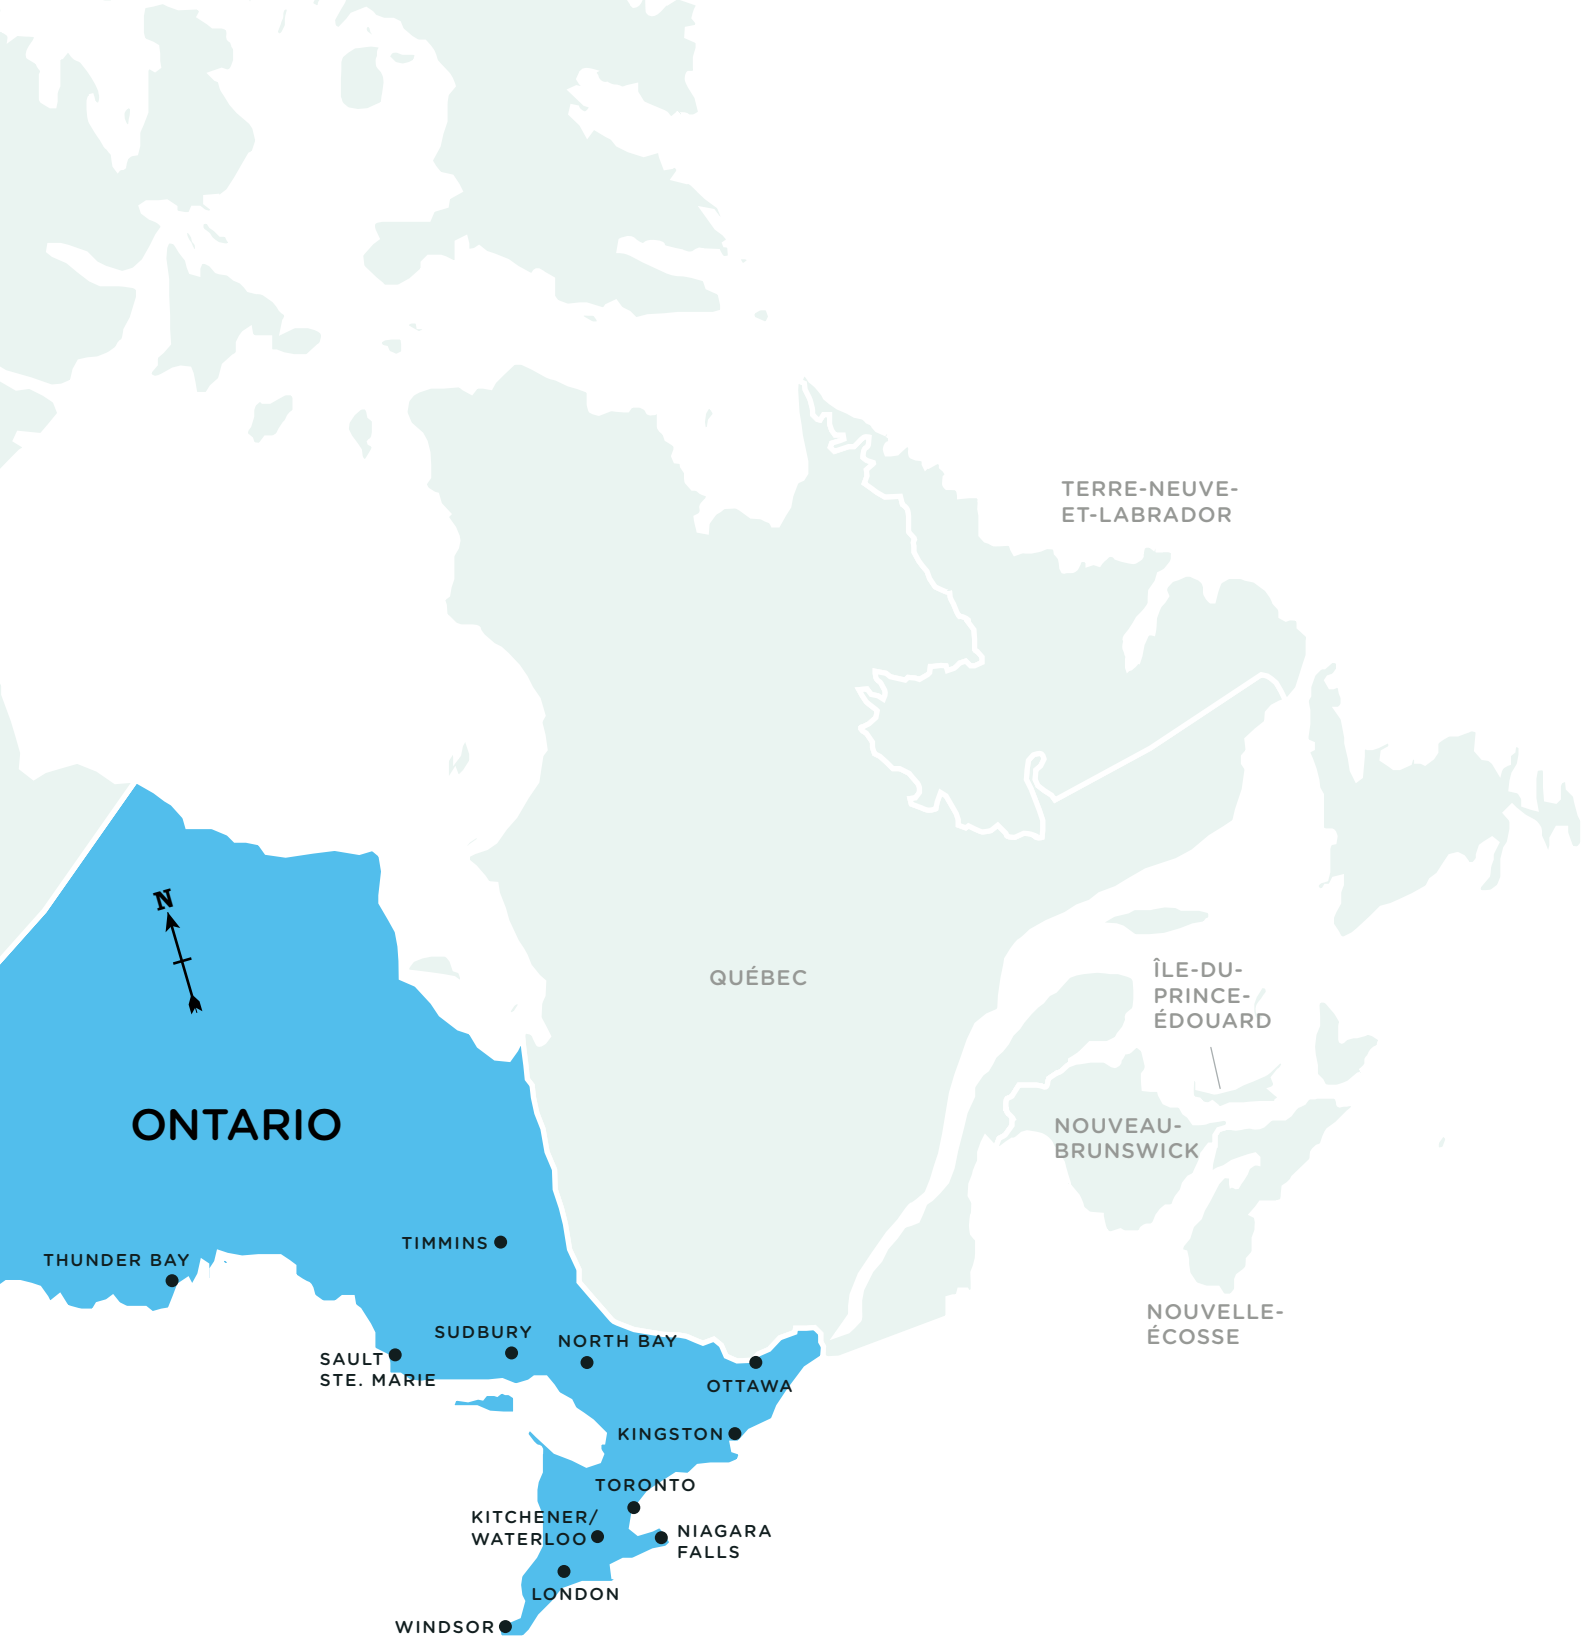 TERRE-NEUVE-
ET-LABRADOR
N
ÎLE-DU-
PRINCE-
ÉDOUARD
QUÉBEC
ONTARIO
NOUVEAU-
BRUNSWICK
TIMMINS
THUNDER BAY
NOUVELLE-
ÉCOSSE
SUDBURY
NORTH BAY
SAULT
STE. MARIE
OTTAWA
KINGSTON
TORONTO
KITCHENER/
WATERLOO
NIAGARA
FALLS
LONDON
WINDSOR